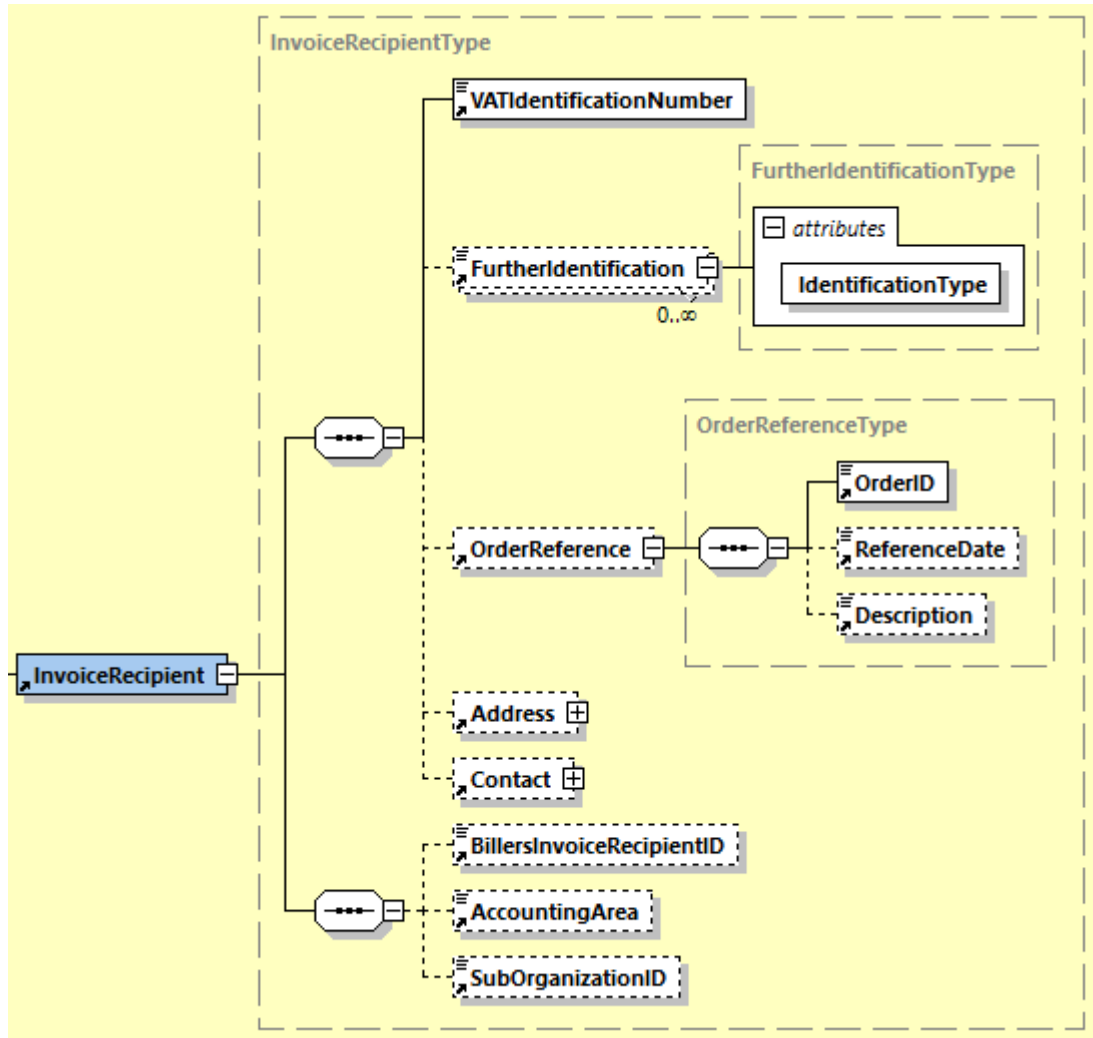 InvoiceRecipientType
VATIdentificationNumber
FurtherIdentificationType
attributes
FurtherIdentification
IdentificationType
0..∞
OrderReferenceType
OrderID
OrderReference
ReferenceDate
Description
InvoiceRecipient
Address
Contact
BillersInvoiceRecipientID
AccountingArea
SubOrganizationID